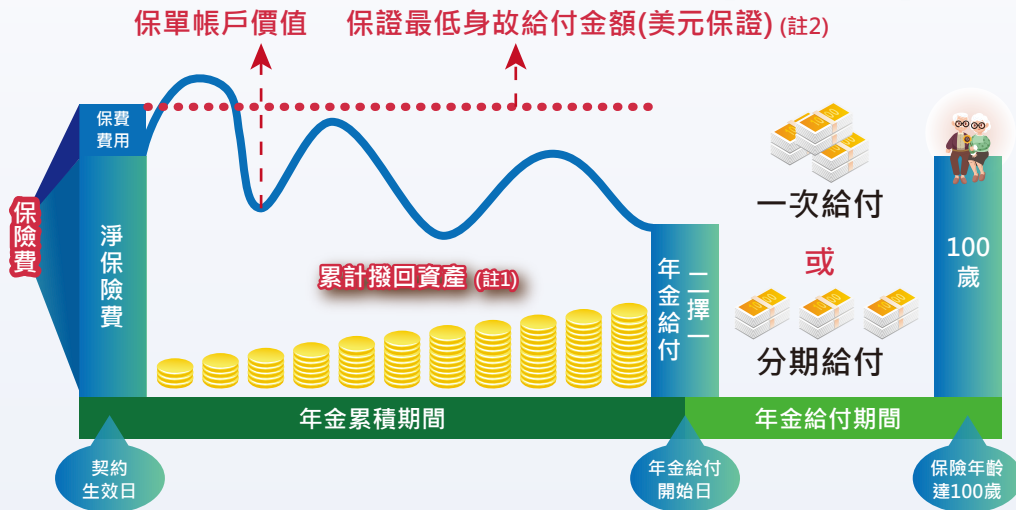 保單帳戶價值
保證最低身故給付金額(美元保證) (註2)
保費
費用
保險費
淨保險費
累計撥回資產 (註1)
年金給付
二擇一
一次給付
或
分期給付
100
歲
年金累積期間
年金給付期間
契約
生效日
年金給付
開始日
保險年齡
達100歲